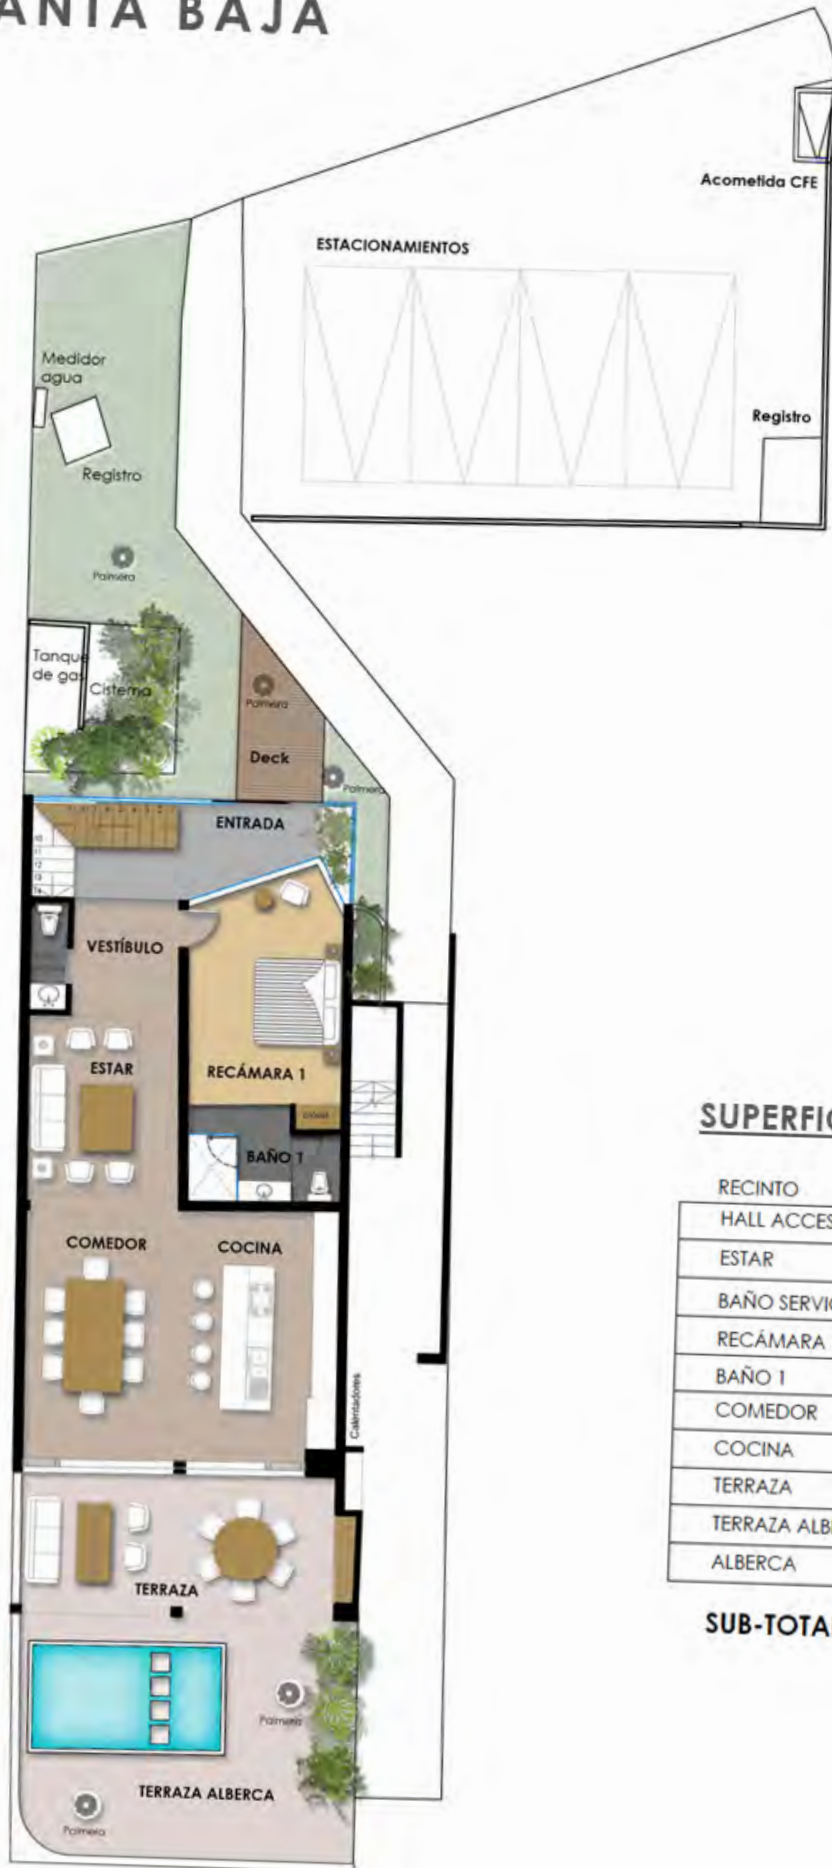 ANTA BAJA
Acometida CFE
ESTACIONAMIENTOS
Medidor
agua
Registro
Registro
Palmera
Tanque
de gas
Cisterna
Palmera
Deck
Palmera
ENTRADA
VESTÍBULO
ESTAR
RECÁMARA 1
BAÑO 1
COMEDOR
COCINA
Calentadores
TERRAZA
Palmera
TERRAZA ALBERCA
Palmera
SUPERFIC
RECINTO
HALL ACCES
ESTAR
BAÑO SERVIC
RECÁMARA
BAÑO 1
COMEDOR
COCINA
TERRAZA
TERRAZA ALBE
ALBERCA
SUB-TOTA